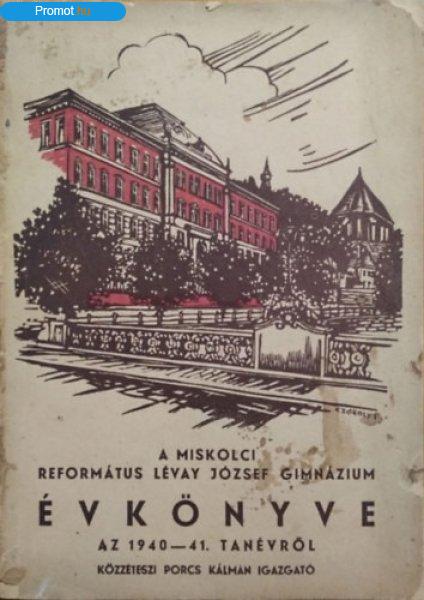 Promot.hu
A MISKOLCI
REFORMÁTUS LÉVAY JÓZSEF GIMNÁZIUM
ÉVKÖNYVE
AZ 1940—41. TANÉVRŐL
KÖZZÉTESZI PORCS KÁLMÁN IGAZGATÓ